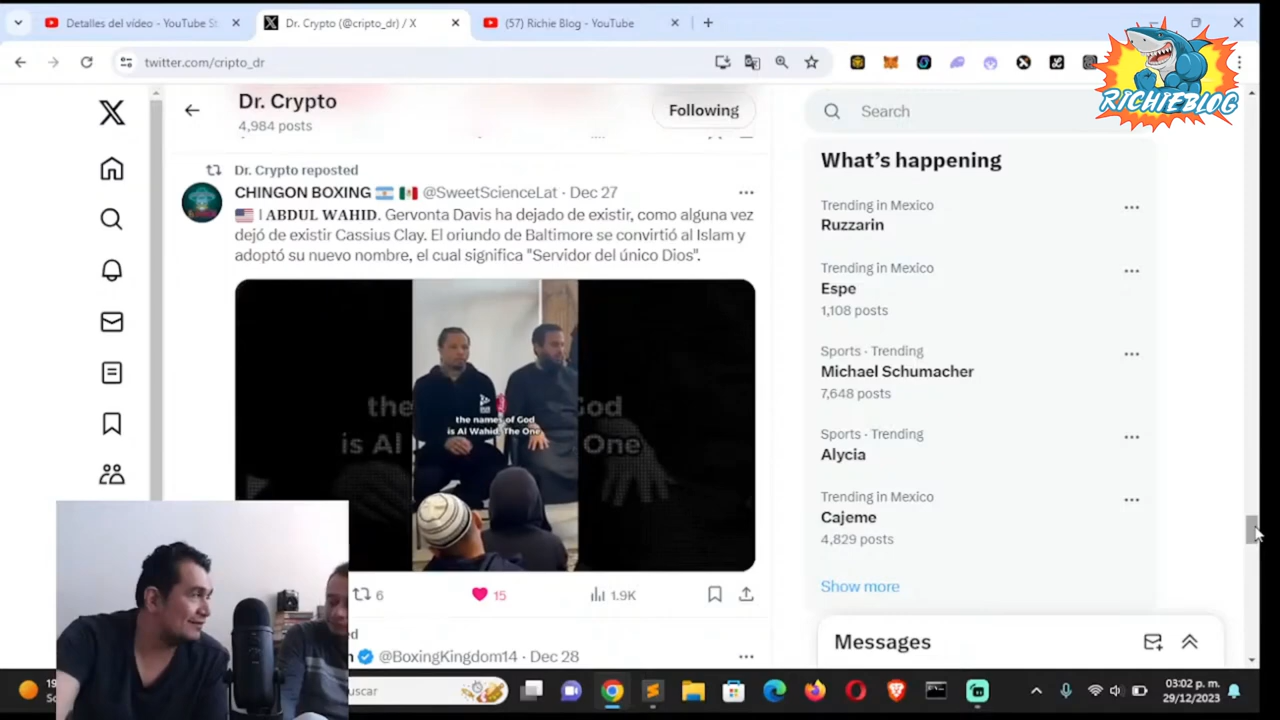 Detalles del vídeo - YouTube St
Dr. Crypto (@cripto_dr) / X
(57) Richie Blog - YouTube
twitter.com/cripto_dr
RICHIEBLOG
Dr. Crypto
4,984 posts
Following
Search
Dr. Crypto reposted
CHINGON BOXING 🇦🇷 🇲🇽 @SweetScienceLat · Dec 27
🇺🇸 | ABDUL WAHID. Gervonta Davis ha dejado de existir, como alguna vez
dejó de existir Cassius Clay. El oriundo de Baltimore se convirtió al Islam y
adoptó su nuevo nombre, el cual significa "Servidor del único Dios".
the names of God
is Al Wahid. The One
the
God
is Al
One
6
15
1.9K
@BoxingKingdom14 · Dec 28
What's happening
Trending in Mexico
Ruzzarin
Trending in Mexico
Espe
1,108 posts
Sports · Trending
Michael Schumacher
7,648 posts
Sports · Trending
Alycia
Trending in Mexico
Cajeme
4,829 posts
Show more
Messages
03:02 p. m.
29/12/2023